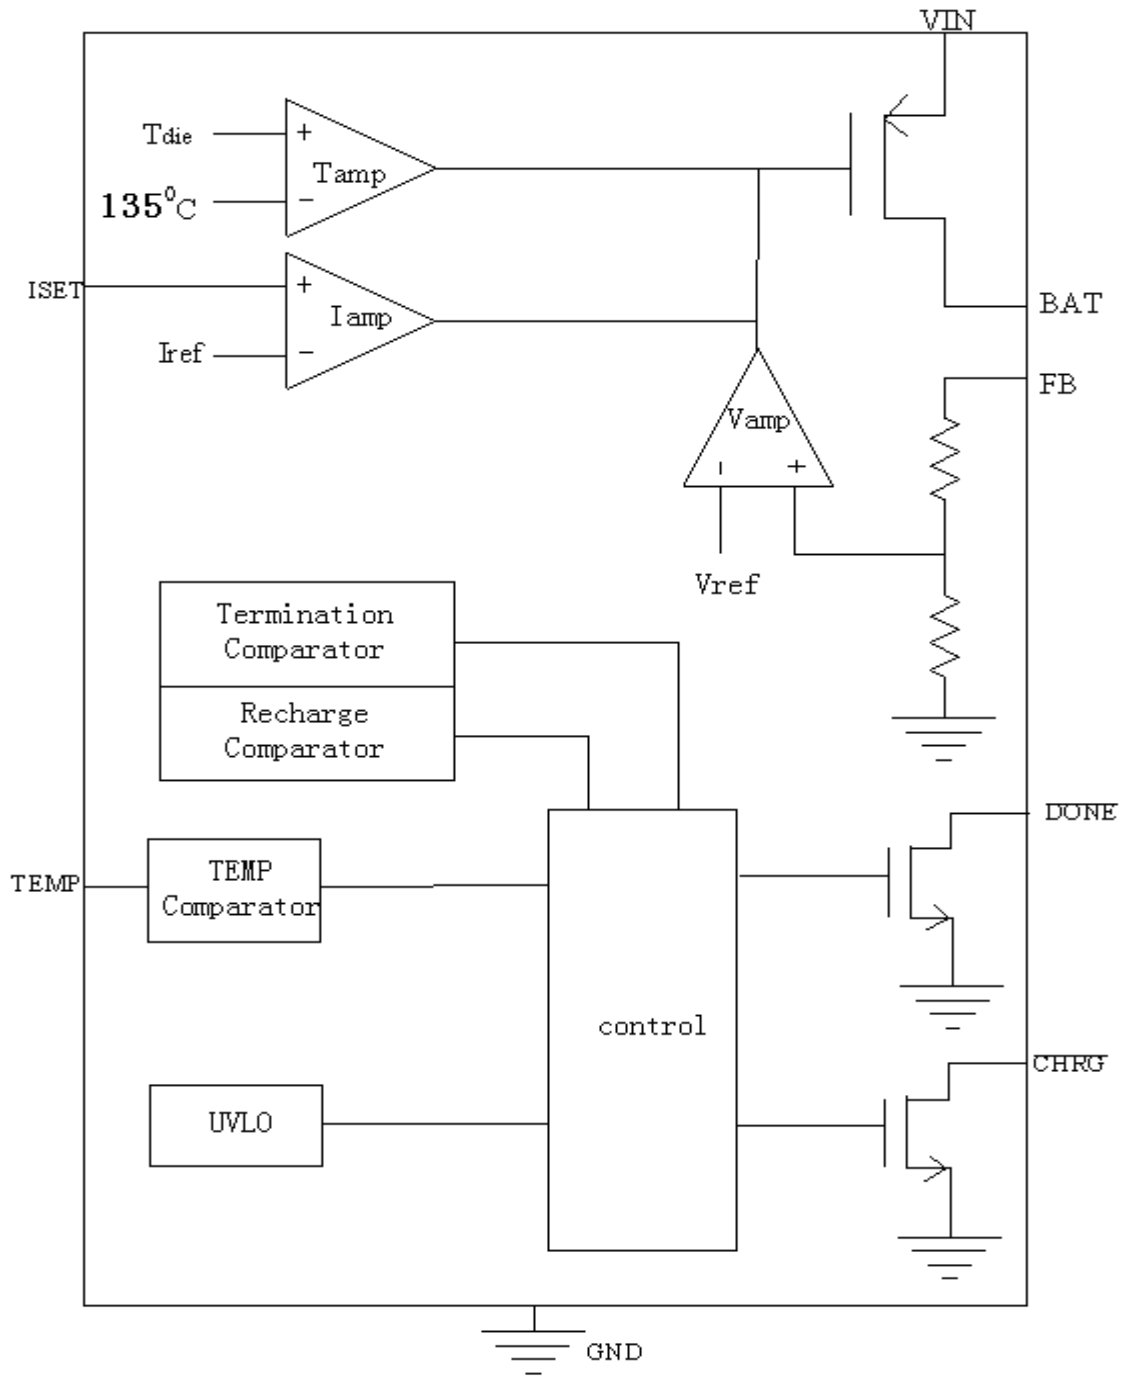 VIN
Tdie
+
Tamp
135⁰C
−
ISET
+
Iamp
BAT
Iref
−
FB
Vamp
− +
Vref
Termination
Comparator
Recharge
Comparator
DONE
TEMP
TEMP
Comparator
control
CHRG
UVLO
GND